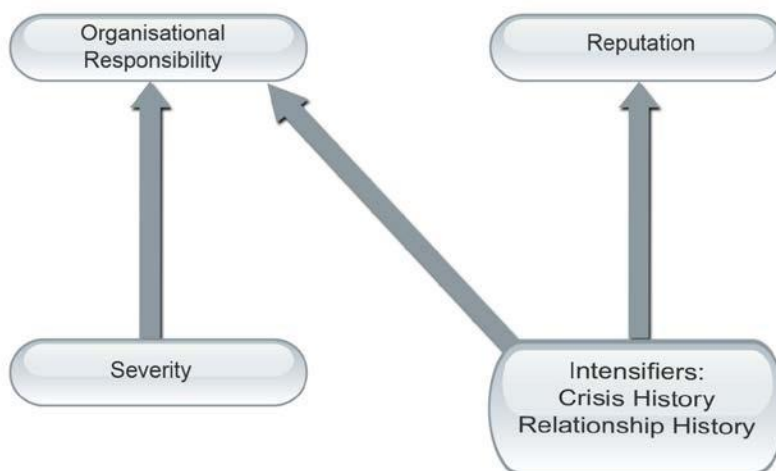 Organisational
Responsibility
Reputation
Severity
Intensifiers:
Crisis History
Relationship History